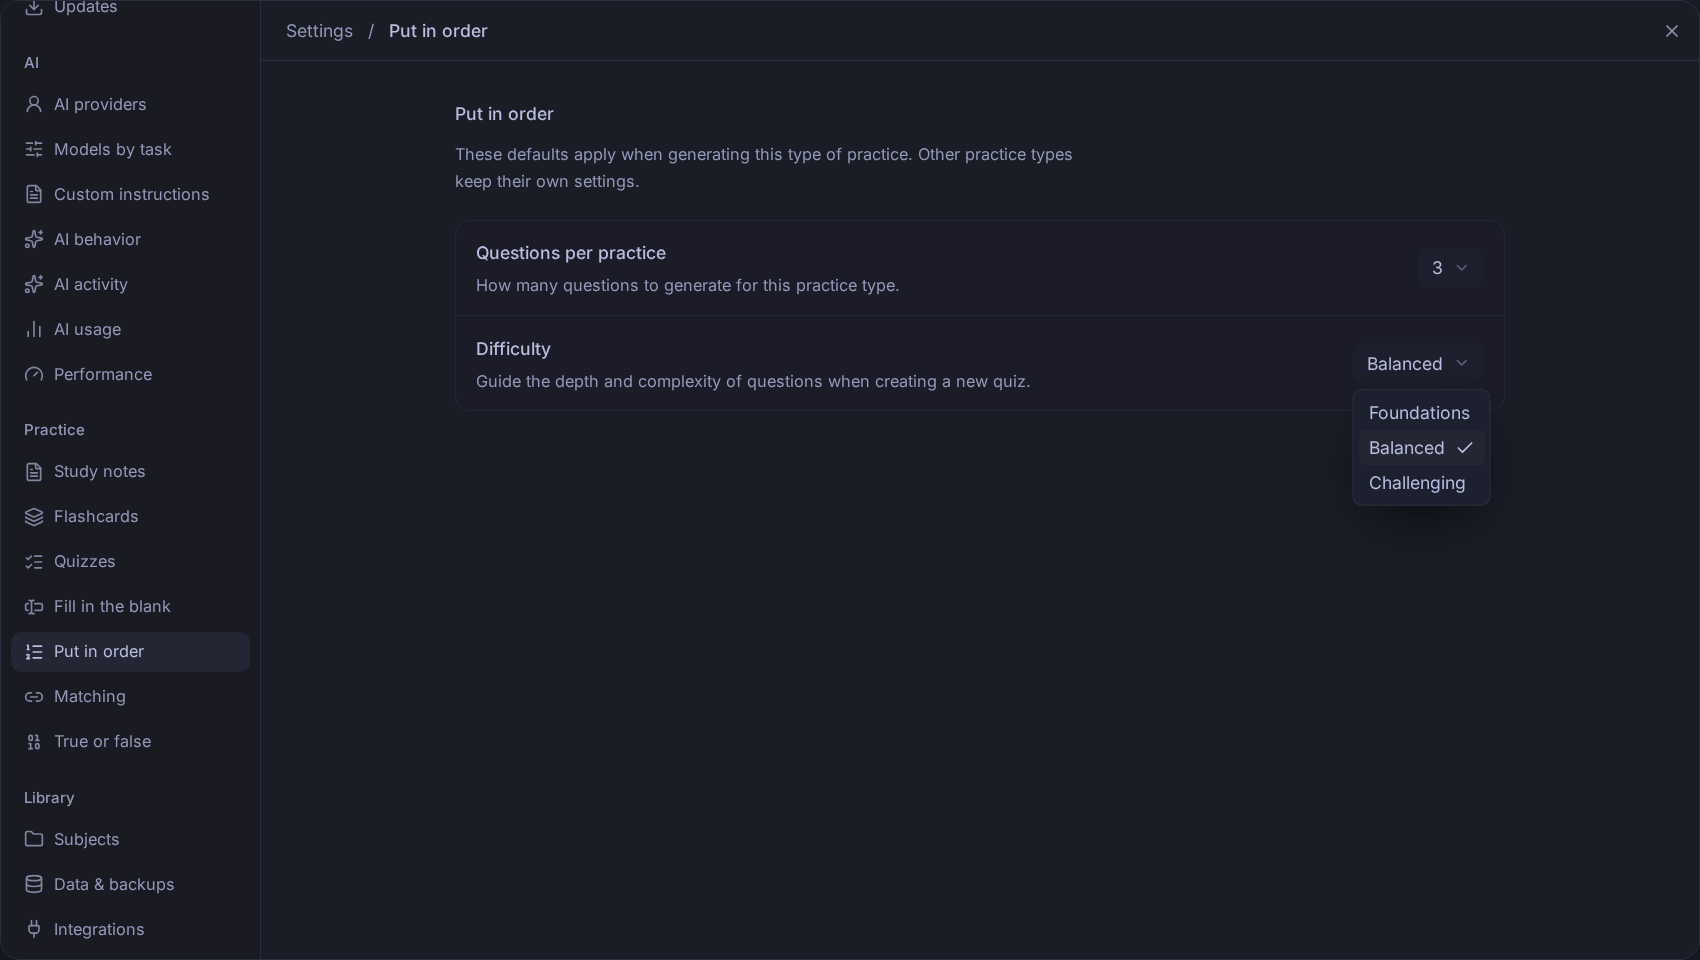 Updates
AI
AI providers
Models by task
Custom instructions
AI behavior
AI activity
AI usage
Performance
Practice
Study notes
Flashcards
Quizzes
Fill in the blank
Put in order
Matching
True or false
Library
Subjects
Data & backups
Integrations
Settings / Put in order
Put in order
These defaults apply when generating this type of practice. Other practice types
keep their own settings.
Questions per practice
How many questions to generate for this practice type.
3
Difficulty
Guide the depth and complexity of questions when creating a new quiz.
Balanced
Foundations
Balanced
Challenging